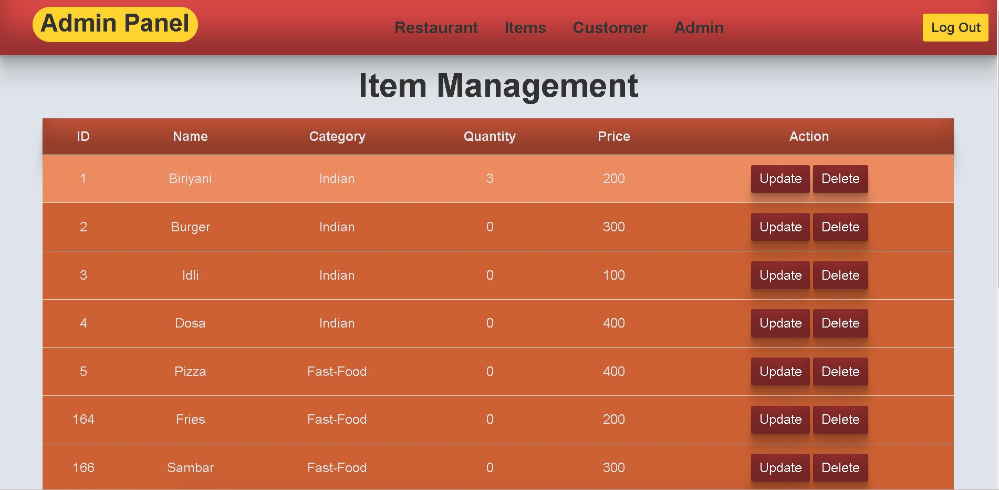 Admin Panel Restaurant Items Customer Admin Log Out
Item Management
ID Name Category Quantity Price Action
1 Biriyani Indian 3 200 Update Delete
2 Burger Indian 0 300 Update Delete
3 Idli Indian 0 100 Update Delete
4 Dosa Indian 0 400 Update Delete
5 Pizza Fast-Food 0 400 Update Delete
164 Fries Fast-Food 0 200 Update Delete
166 Sambar Fast-Food 0 300 Update Delete